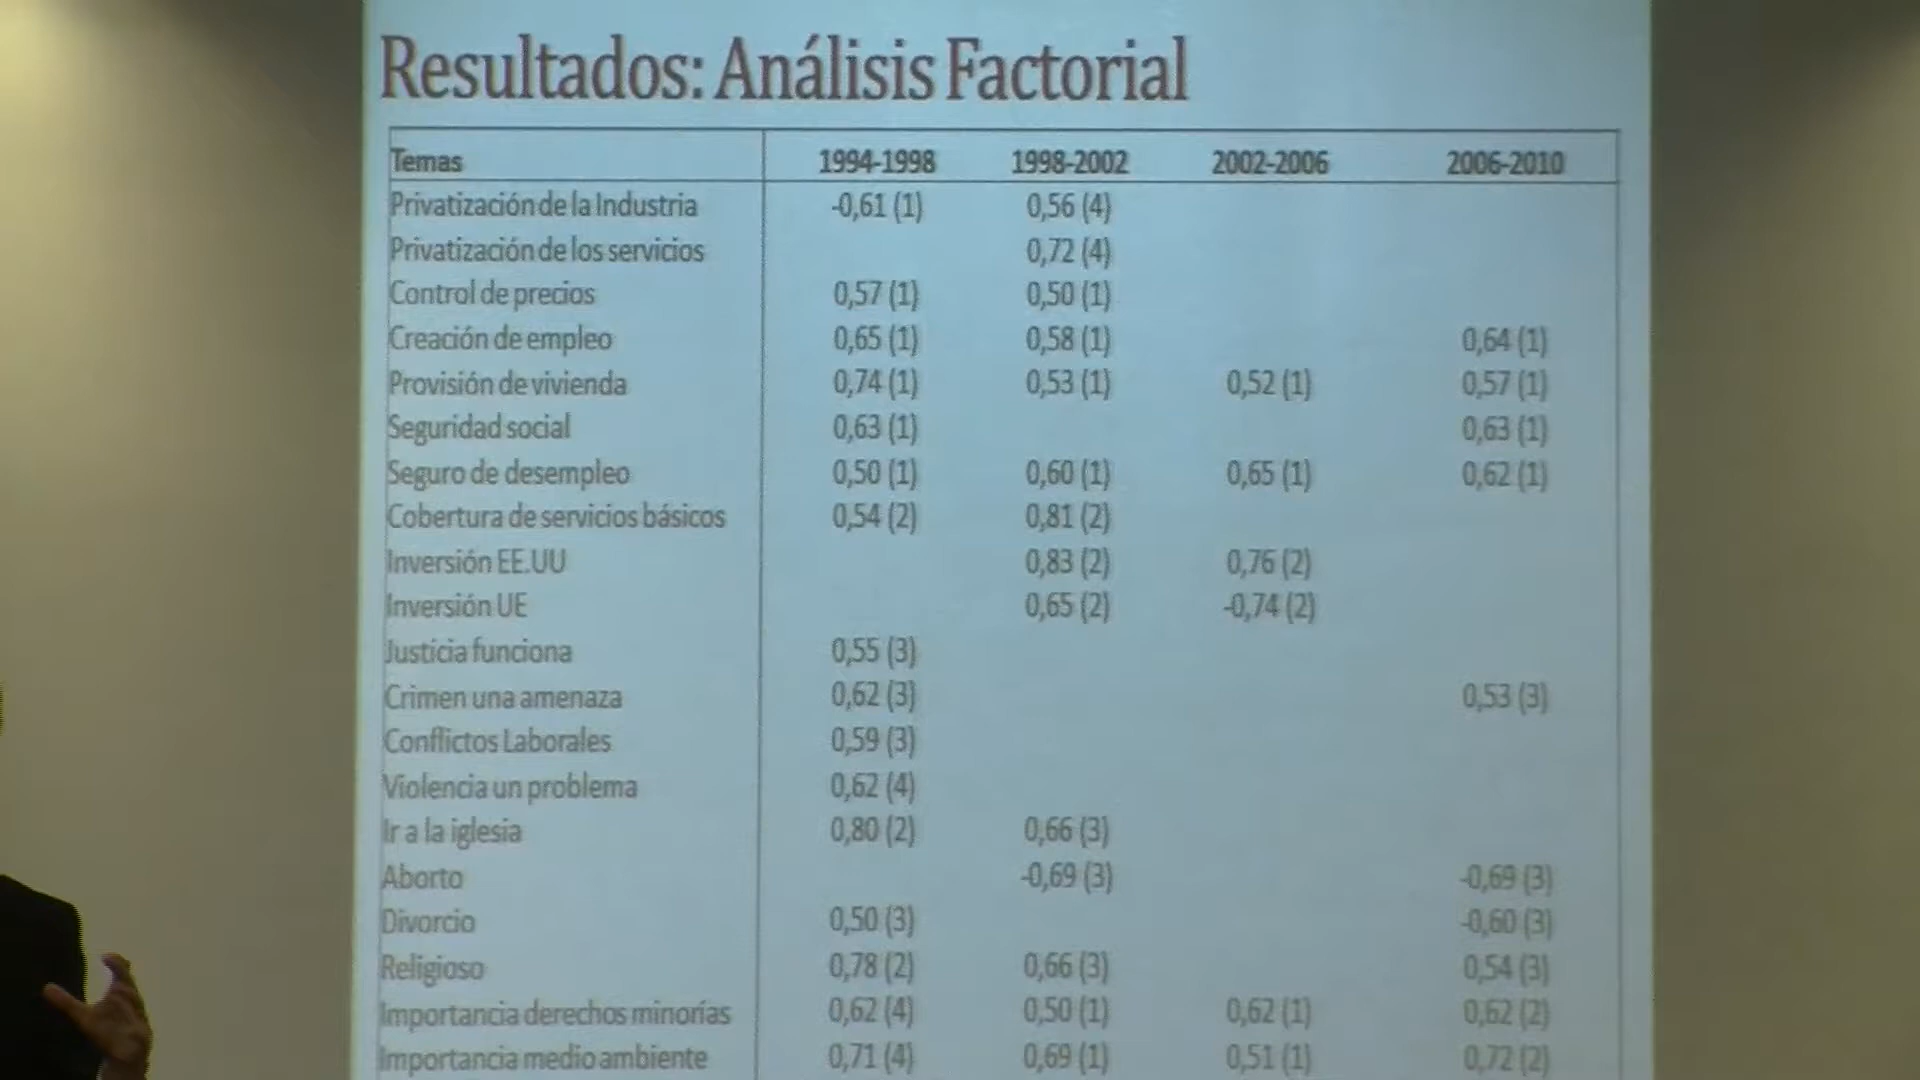 Resultados: Análisis Factorial
Temas 1994-1998 1998-2002 2002-2006 2006-2010
Privatización de la Industria -0,61 (1) 0,56 (4)
Privatización de los servicios 0,72 (4)
Control de precios 0,57 (1) 0,50 (1)
Creación de empleo 0,65 (1) 0,58 (1) 0,64 (1)
Provisión de vivienda 0,74 (1) 0,53 (1) 0,52 (1) 0,57 (1)
Seguridad social 0,63 (1) 0,63 (1)
Seguro de desempleo 0,50 (1) 0,60 (1) 0,65 (1) 0,62 (1)
Cobertura de servicios básicos 0,54 (2) 0,81 (2)
Inversión EE.UU 0,83 (2) 0,76 (2)
Inversión UE 0,65 (2) -0,74 (2)
Justicia funciona 0,55 (3)
Crimen una amenaza 0,62 (3) 0,53 (3)
Conflictos Laborales 0,59 (3)
Violencia un problema 0,62 (4)
Ir a la iglesia 0,80 (2) 0,66 (3)
Aborto -0,69 (3) -0,69 (3)
Divorcio 0,50 (3) -0,60 (3)
Religioso 0,78 (2) 0,66 (3) 0,54 (3)
Importancia derechos minorías 0,62 (4) 0,50 (1) 0,62 (1) 0,62 (2)
Importancia medio ambiente 0,71 (4) 0,69 (1) 0,51 (1) 0,72 (2)